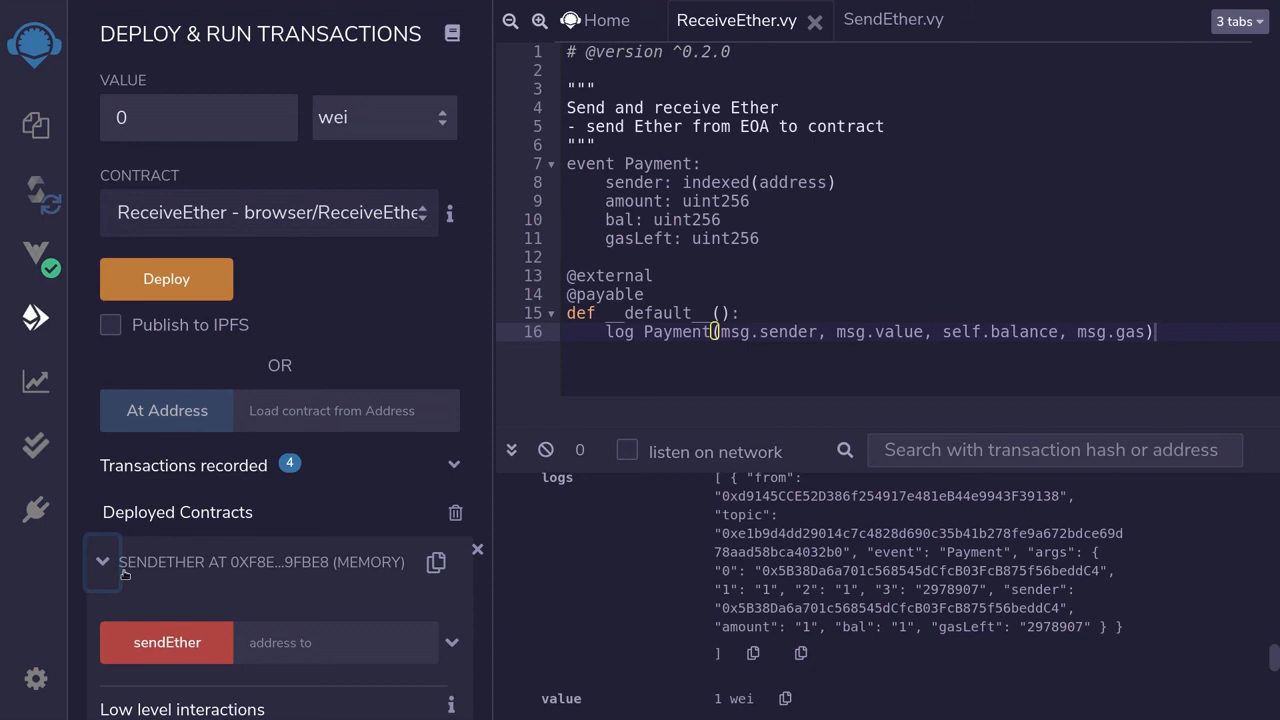 DEPLOY & RUN TRANSACTIONS
VALUE
0
wei
CONTRACT
ReceiveEther - browser/ReceiveEthe
Deploy
Publish to IPFS
OR
At Address
Load contract from Address
Transactions recorded 4
Deployed Contracts
SENDETHER AT 0XF8E...9FBE8 (MEMORY)
sendEther
address to
Low level interactions
Home
ReceiveEther.vy
SendEther.vy
3 tabs
1 # @version ^0.2.0
2
3 """
4 Send and receive Ether
5 - send Ether from EOA to contract
6 """
7 event Payment:
8 sender: indexed(address)
9 amount: uint256
10 bal: uint256
11 gasLeft: uint256
12
13 @external
14 @payable
15 def __default__():
16 log Payment(msg.sender, msg.value, self.balance, msg.gas)
0
listen on network
Search with transaction hash or address
logs
[ { "from":
"0xd9145CCE52D386f254917e481eB44e9943F39138",
"topic":
"0xe1b9d4dd29014c7c4828d690c35b41b278fe9a672bdce69d
78aad58bca4032b0", "event": "Payment", "args": {
"0": "0x5B38Da6a701c568545dCfcB03FcB875f56beddC4",
"1": "1", "2": "1", "3": "2978907", "sender":
"0x5B38Da6a701c568545dCfcB03FcB875f56beddC4",
"amount": "1", "bal": "1", "gasLeft": "2978907" } }
]
value
1 wei